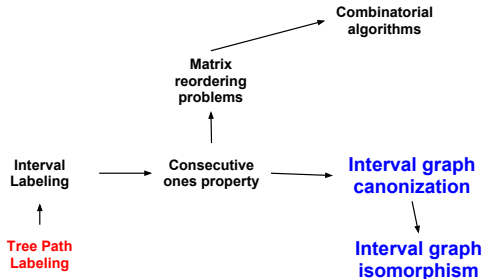 Combinatorial
algorithms
Matrix
reordering
problems
Interval
Labeling
Consecutive
ones property
Interval graph
canonization
Tree Path
Labeling
Interval graph
isomorphism